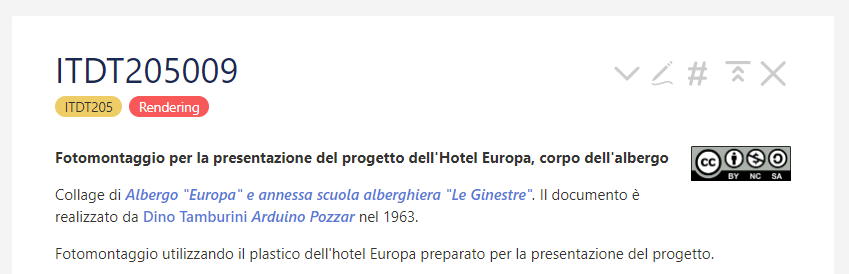 ITDT205009
#
ITDT205 Rendering
Fotomontaggio per la presentazione del progetto dell'Hotel Europa, corpo dell'albergo
cc BY NC SA
Collage di Albergo "Europa" e annessa scuola alberghiera "Le Ginestre". Il documento è
realizzato da Dino Tamburini Arduino Pozzar nel 1963.
Fotomontaggio utilizzando il plastico dell'hotel Europa preparato per la presentazione del progetto.